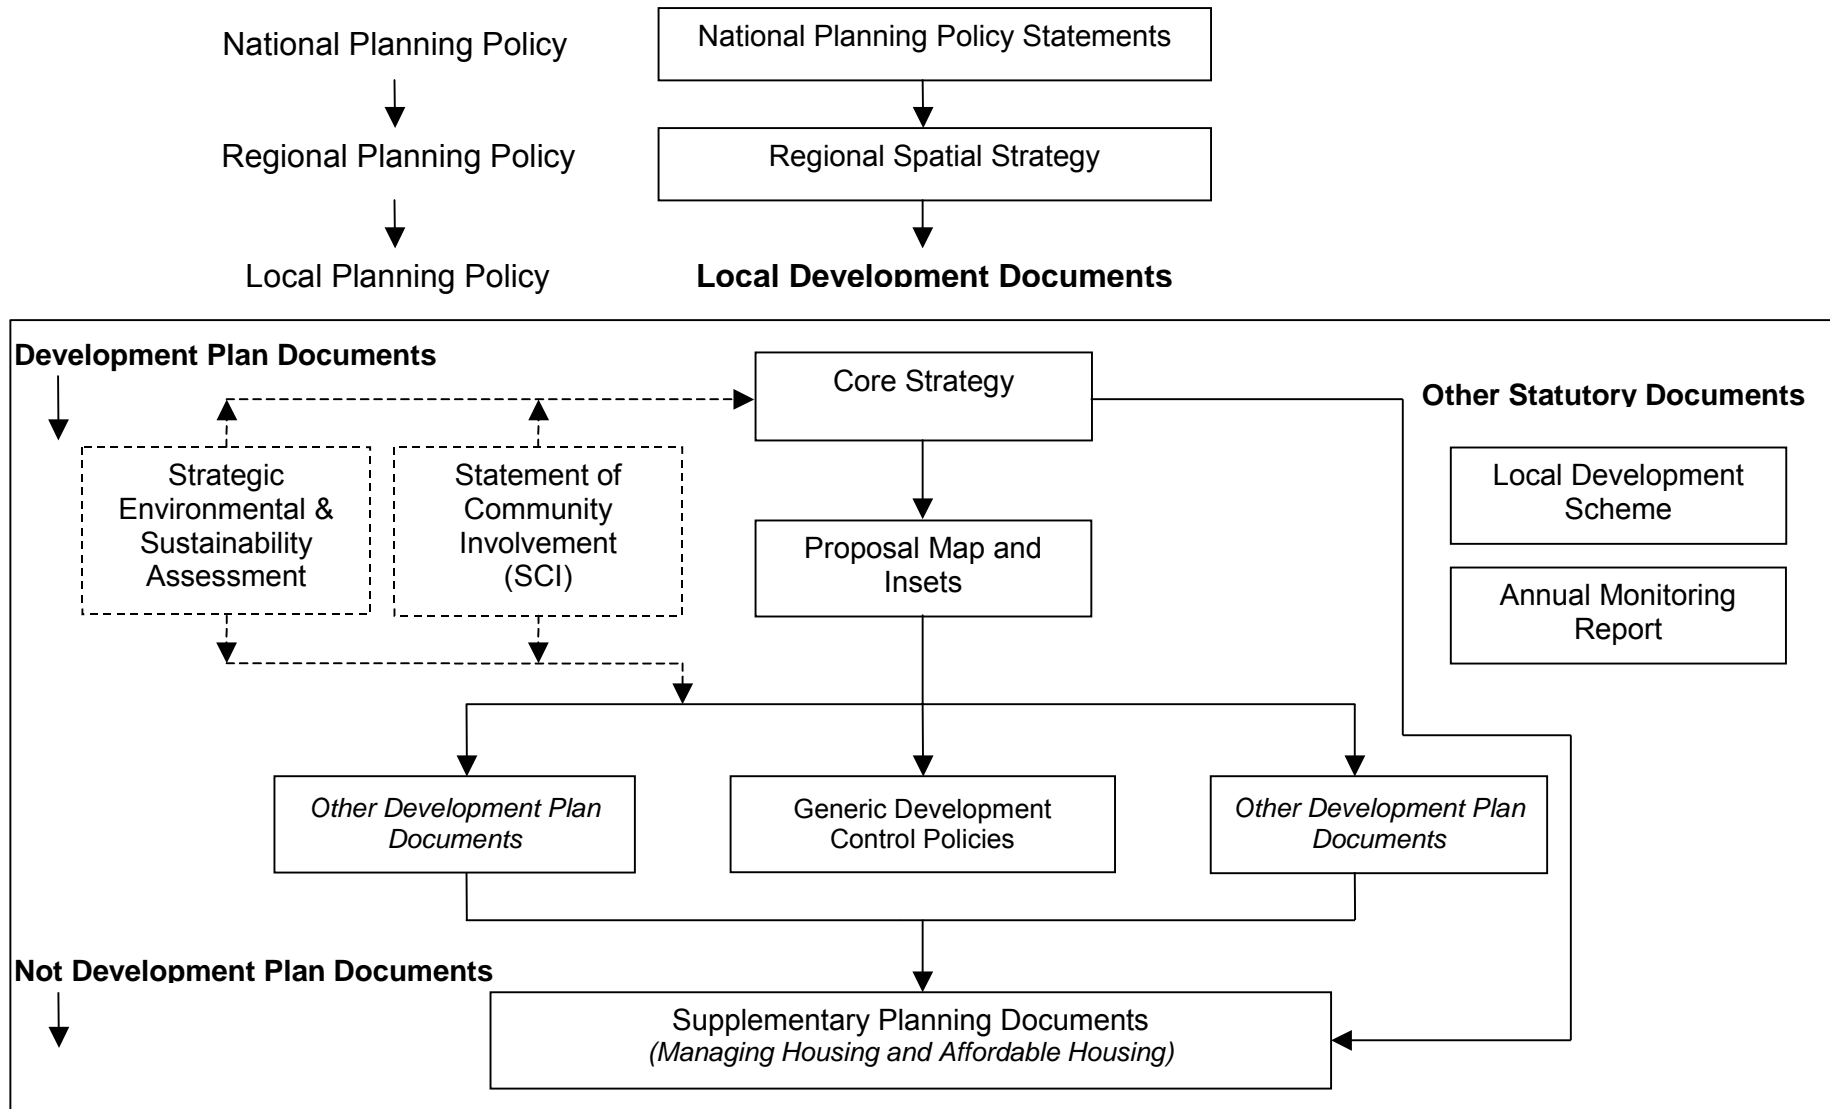 National Planning Policy
National Planning Policy Statements
Regional Planning Policy
Regional Spatial Strategy
Local Planning Policy
Local Development Documents
Development Plan Documents
Core Strategy
Other Statutory Documents
Strategic
Environmental &
Sustainability
Assessment
Statement of
Community
Involvement
(SCI)
Local Development
Scheme
Proposal Map and
Insets
Annual Monitoring
Report
Other Development Plan
Documents
Generic Development
Control Policies
Other Development Plan
Documents
Not Development Plan Documents
Supplementary Planning Documents
(Managing Housing and Affordable Housing)